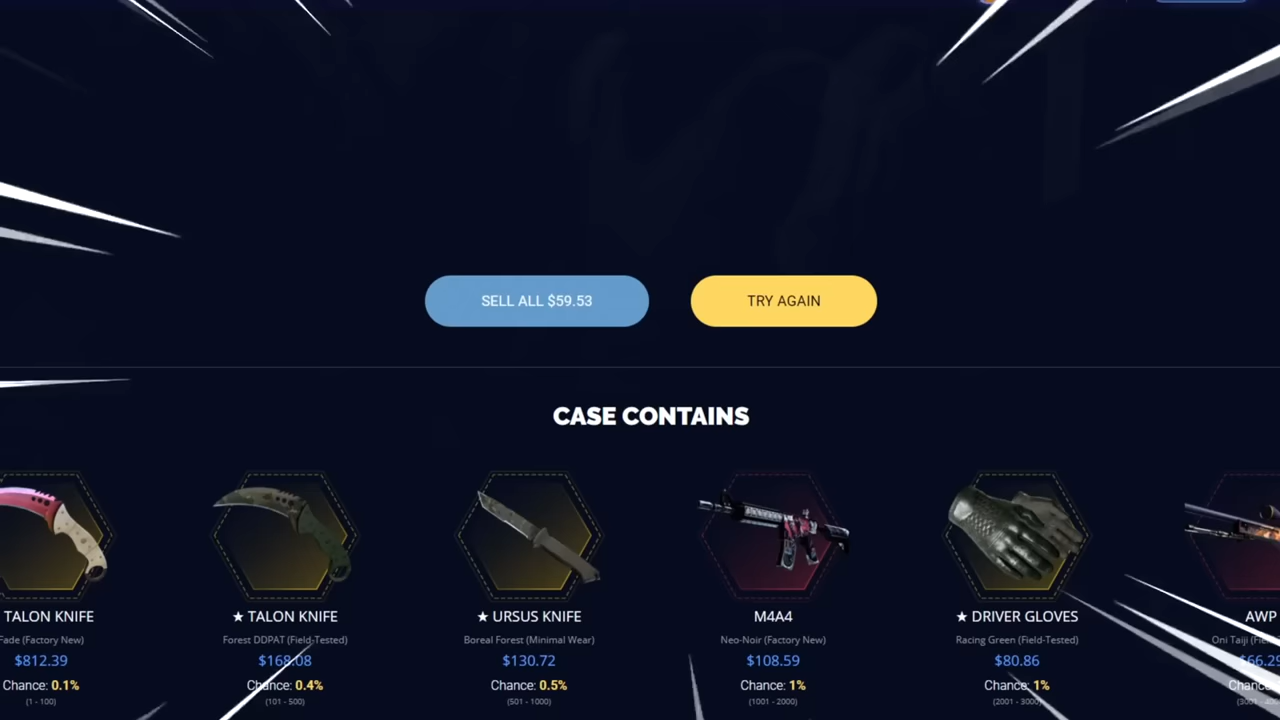 SELL ALL $59.53
TRY AGAIN
CASE CONTAINS
TALON KNIFE
Fade (Factory New)
$812.39
Chance: 0.1%
(1 - 100)
★ TALON KNIFE
Forest DDPAT (Field-Tested)
$168.08
Chance: 0.4%
(101 - 500)
★ URSUS KNIFE
Boreal Forest (Minimal Wear)
$130.72
Chance: 0.5%
(501 - 1000)
M4A4
Neo-Noir (Factory New)
$108.59
Chance: 1%
(1001 - 2000)
★ DRIVER GLOVES
Racing Green (Field-Tested)
$80.86
Chance: 1%
(2001 - 3000)
AWP
Oni Taiji
$66.29